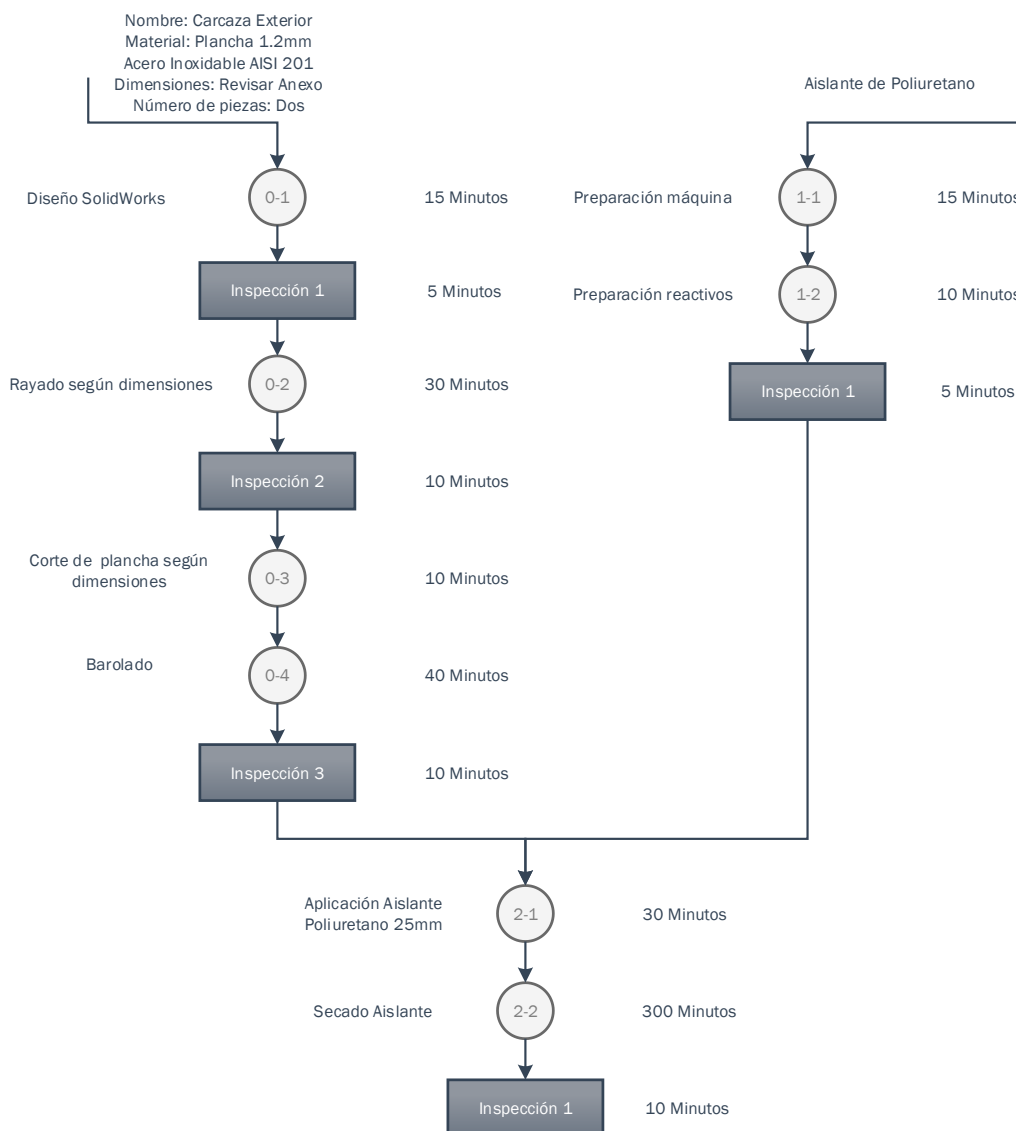 Nombre: Carcaza Exterior
Material: Plancha 1.2mm
Acero Inoxidable AISI 201
Dimensiones: Revisar Anexo
Número de piezas: Dos
Aislante de Poliuretano
Diseño SolidWorks
0-1
15 Minutos
Preparación máquina
1-1
15 Minutos
Inspección 1
5 Minutos
Preparación reactivos
1-2
10 Minutos
Rayado según dimensiones
0-2
30 Minutos
Inspección 1
5 Minutos
Inspección 2
10 Minutos
Corte de plancha según
dimensiones
0-3
10 Minutos
Barolado
0-4
40 Minutos
Inspección 3
10 Minutos
Aplicación Aislante
Poliuretano 25mm
2-1
30 Minutos
Secado Aislante
2-2
300 Minutos
Inspección 1
10 Minutos